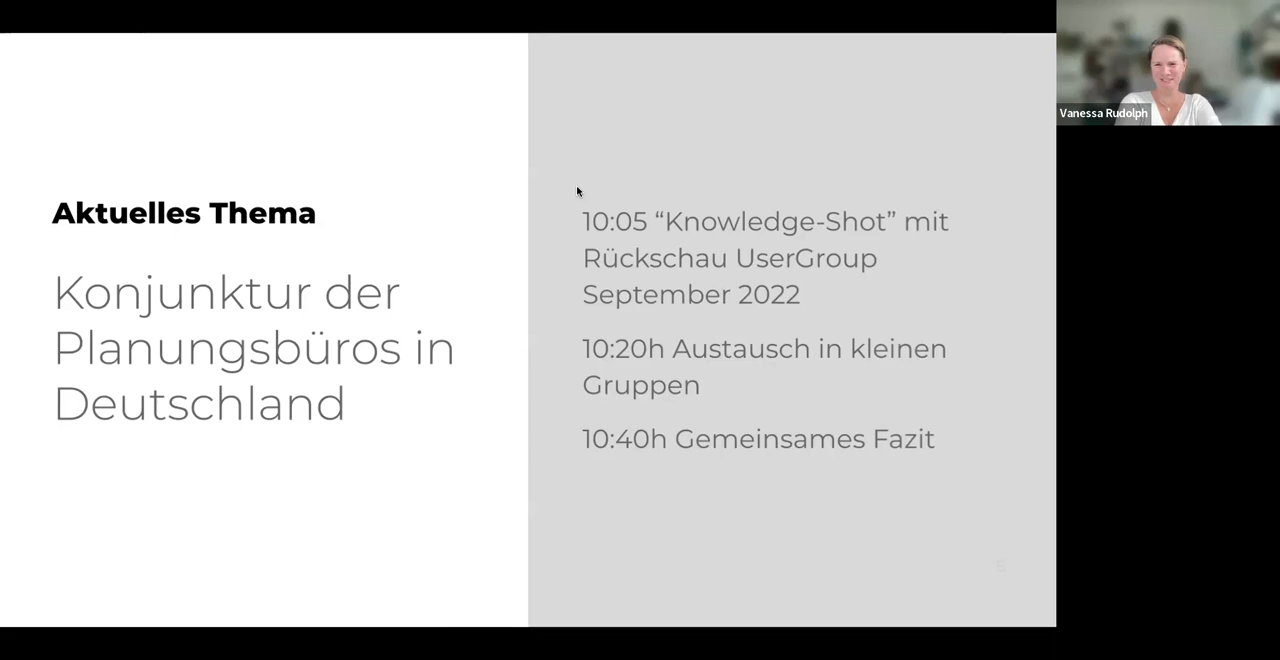 Aktuelles Thema
Konjunktur der
Planungsbüros in
Deutschland
10:05 “Knowledge-Shot” mit
Rückschau UserGroup
September 2022
10:20h Austausch in kleinen
Gruppen
10:40h Gemeinsames Fazit
Vanessa Rudolph